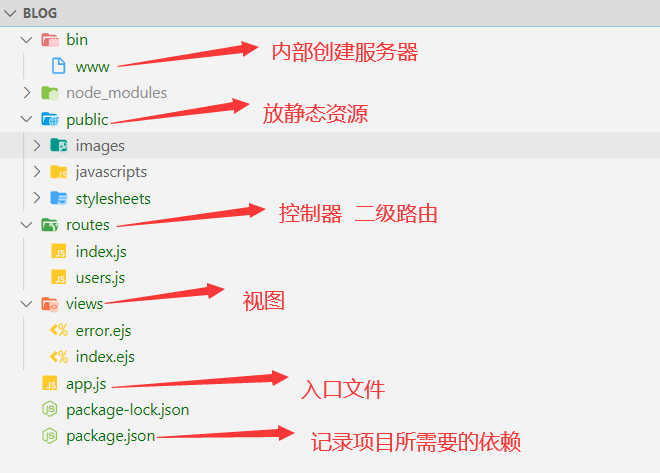 BLOG
bin
www
内部创建服务器
node_modules
public
放静态资源
images
javascripts
stylesheets
routes
控制器 二级路由
index.js
users.js
views
视图
error.ejs
index.ejs
app.js
入口文件
package-lock.json
package.json
记录项目所需要的依赖